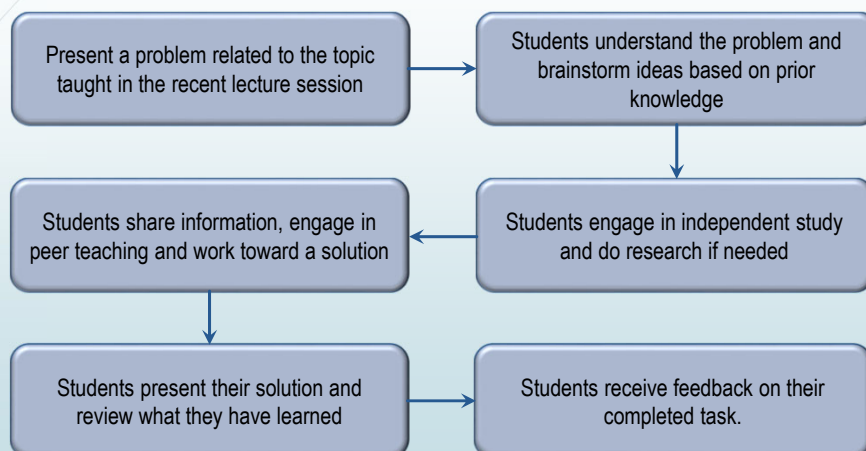 Present a problem related to the topic
taught in the recent lecture session
Students understand the problem and
brainstorm ideas based on prior
knowledge
Students engage in independent study
and do research if needed
Students share information, engage in
peer teaching and work toward a solution
Students present their solution and
review what they have learned
Students receive feedback on their
completed task.